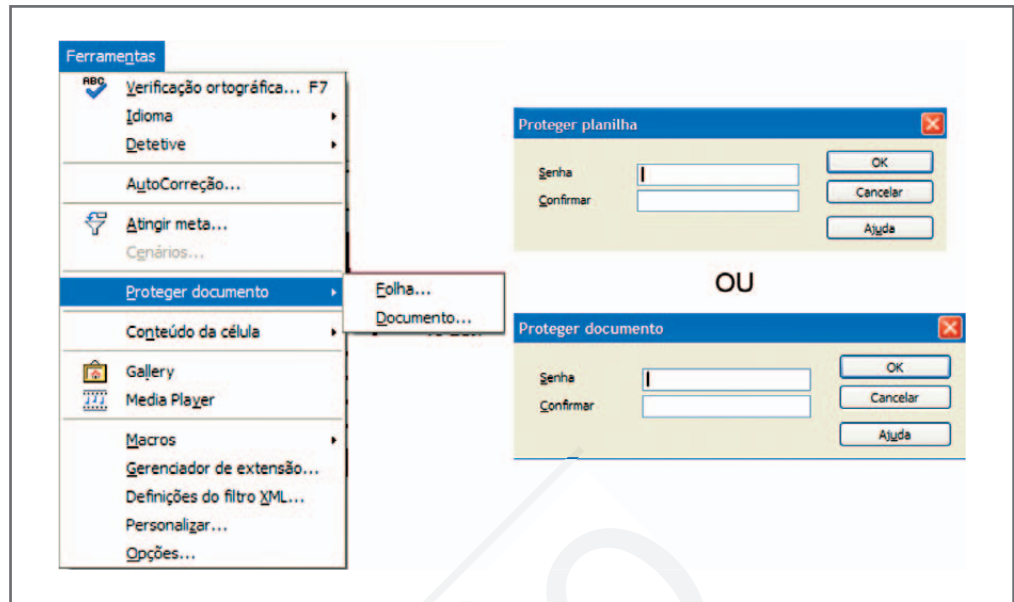 Ferramentas
ABC
Verificação ortográfica... F7
Idioma
Detetive
AutoCorreção...
Atingir meta...
Cenários...
Proteger documento
Folha...
Documento...
Conteúdo da célula
Gallery
Media Player
Macros
Gerenciador de extensão...
Definições do filtro XML...
Personalizar...
Opções...
Proteger planilha
Senha
Confirmar
OK
Cancelar
Ajuda
OU
Proteger documento
Senha
Confirmar
OK
Cancelar
Ajuda